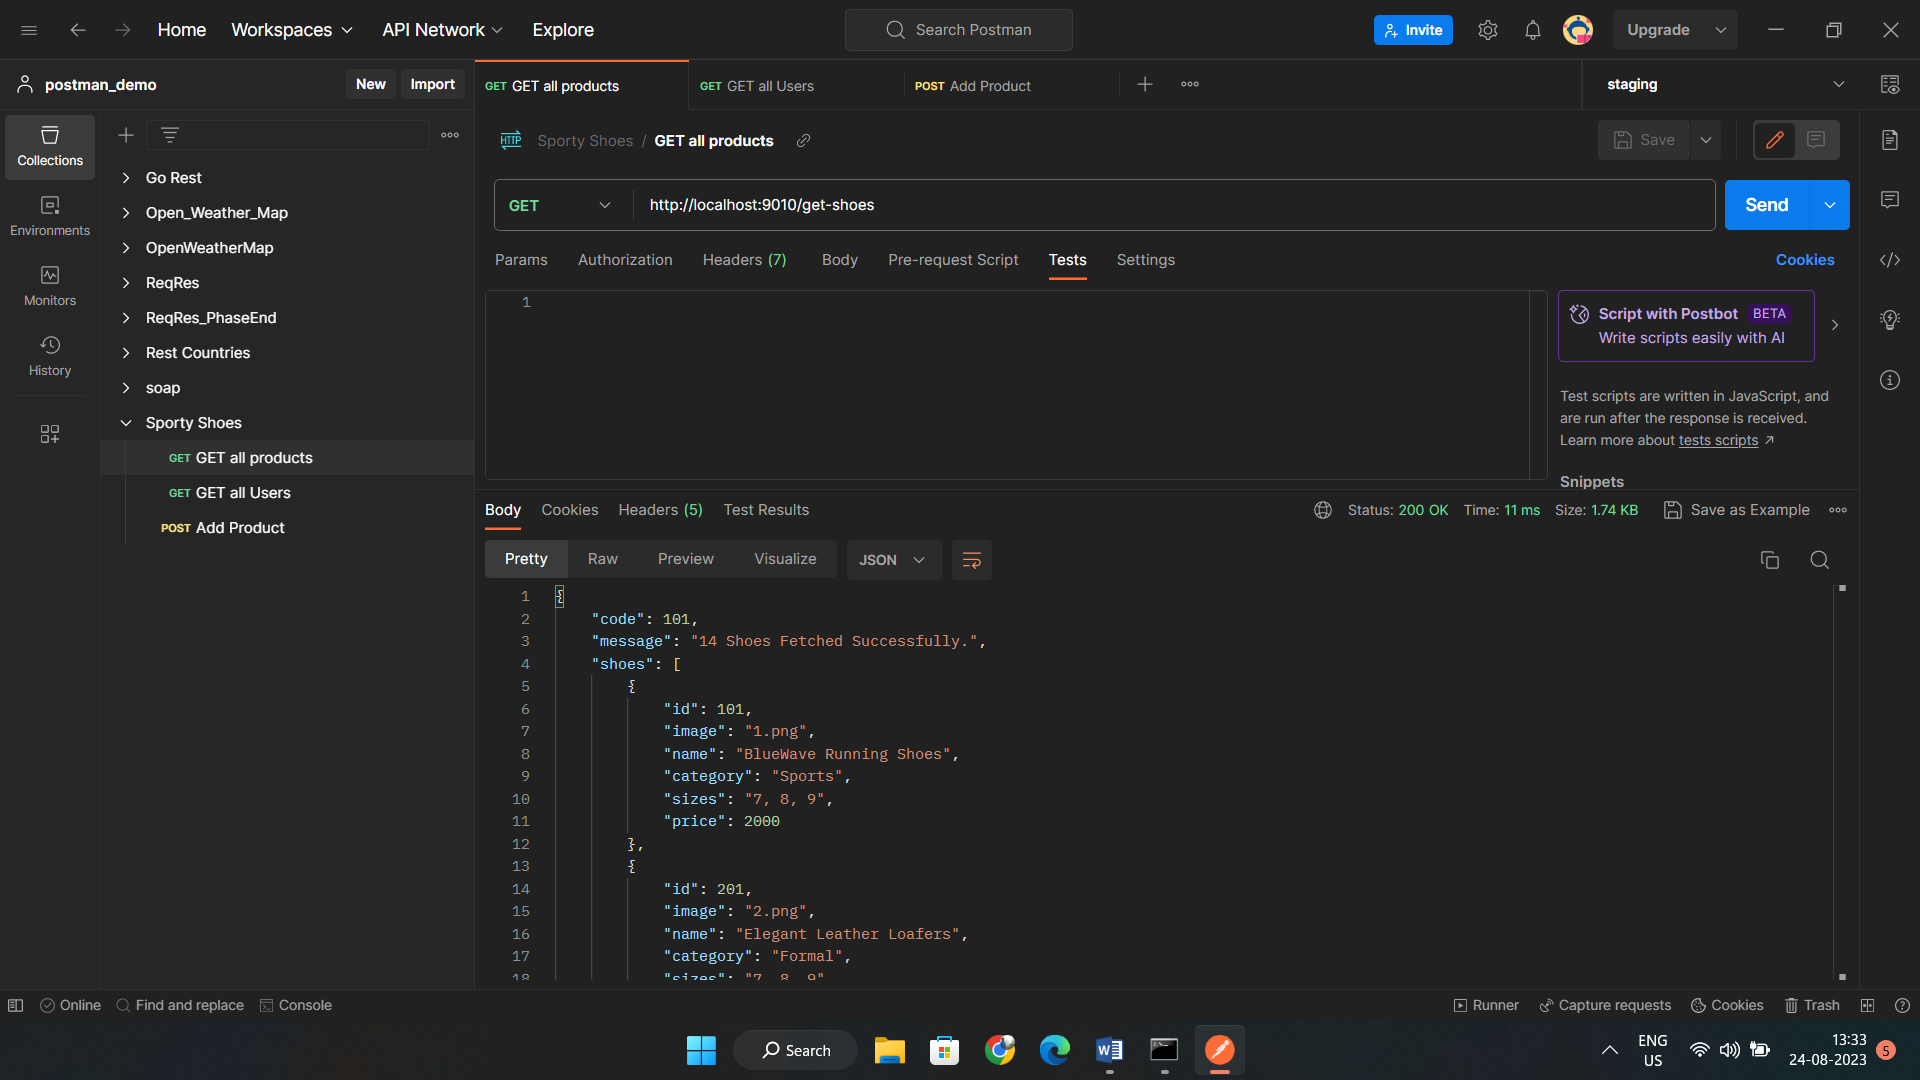 Home Workspaces API Network Explore Search Postman Invite Upgrade
postman_demo New Import GET GET all products GET GET all Users POST Add Product staging
HTTP Sporty Shoes / GET all products Save
Collections
Environments
Monitors
History
Go Rest
Open_Weather_Map
OpenWeatherMap
ReqRes
ReqRes_PhaseEnd
Rest Countries
soap
Sporty Shoes
GET GET all products
GET GET all Users
POST Add Product
GET http://localhost:9010/get-shoes Send
Params Authorization Headers (7) Body Pre-request Script Tests Settings Cookies
1
Script with Postbot BETA
Write scripts easily with AI
Test scripts are written in JavaScript, and
are run after the response is received.
Learn more about tests scripts
Snippets
Body Cookies Headers (5) Test Results Status: 200 OK Time: 11 ms Size: 1.74 KB Save as Example
Pretty Raw Preview Visualize JSON
1 {
2 "code": 101,
3 "message": "14 Shoes Fetched Successfully.",
4 "shoes": [
5 {
6 "id": 101,
7 "image": "1.png",
8 "name": "BlueWave Running Shoes",
9 "category": "Sports",
10 "sizes": "7, 8, 9",
11 "price": 2000
12 },
13 {
14 "id": 201,
15 "image": "2.png",
16 "name": "Elegant Leather Loafers",
17 "category": "Formal",
18 "sizes": "7, 8, 9"
Online Find and replace Console Runner Capture requests Cookies Trash
Search ENG
US 13:33
24-08-2023 5